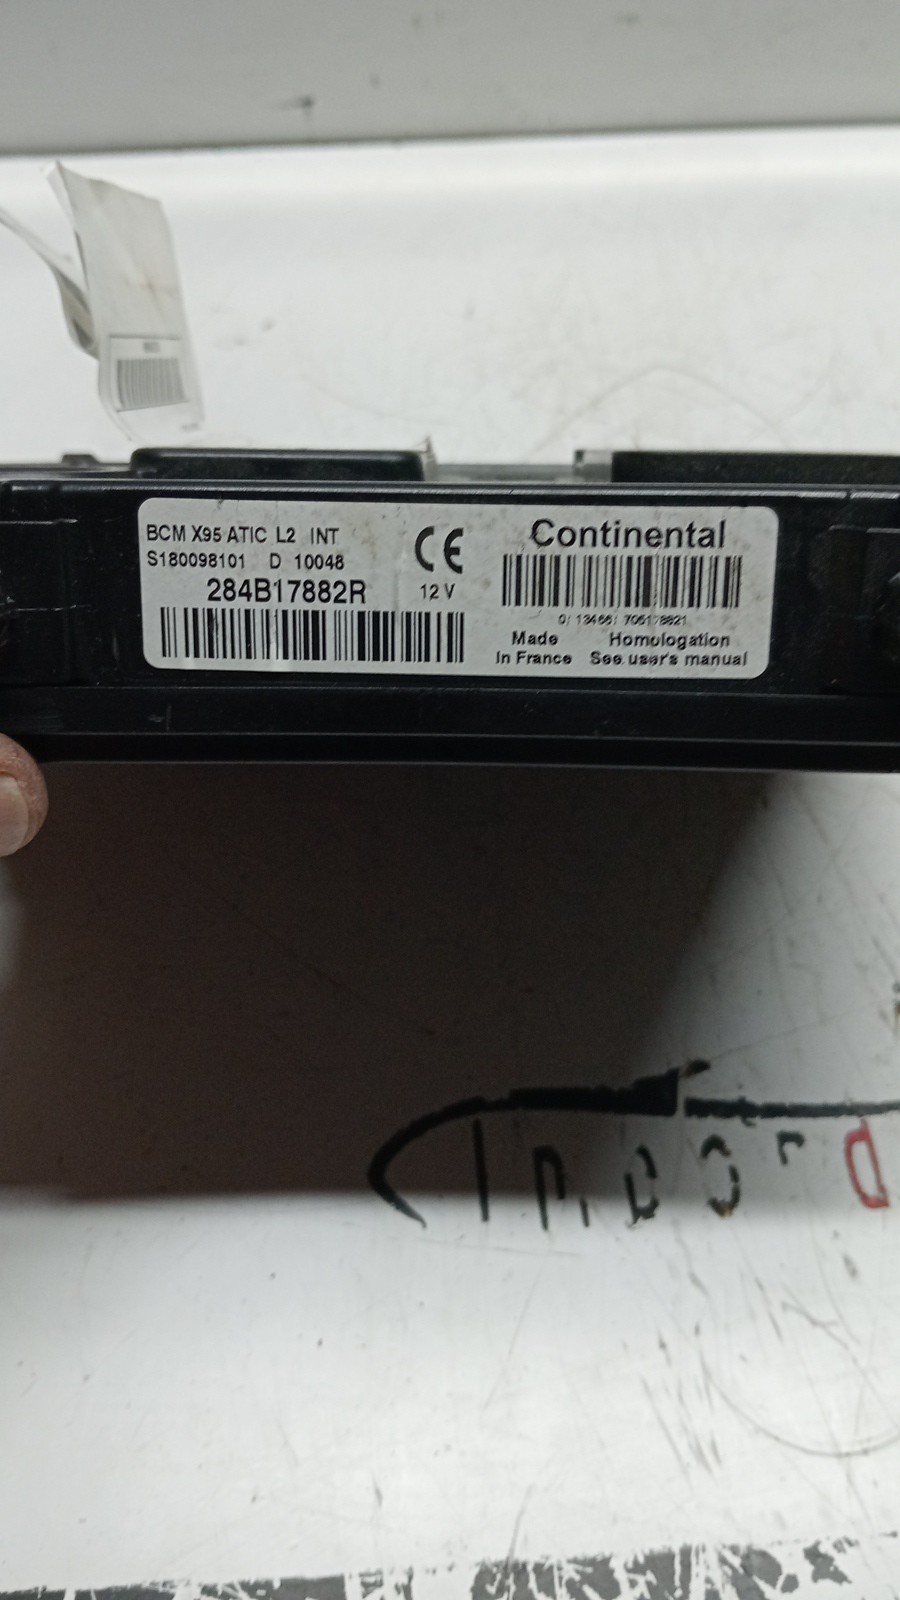 BCM X95 ATIC L2 INT
S180098101 D 10048
284B17882R
CE
12 V
Continental
Made
In France
Homologation
See user's manual